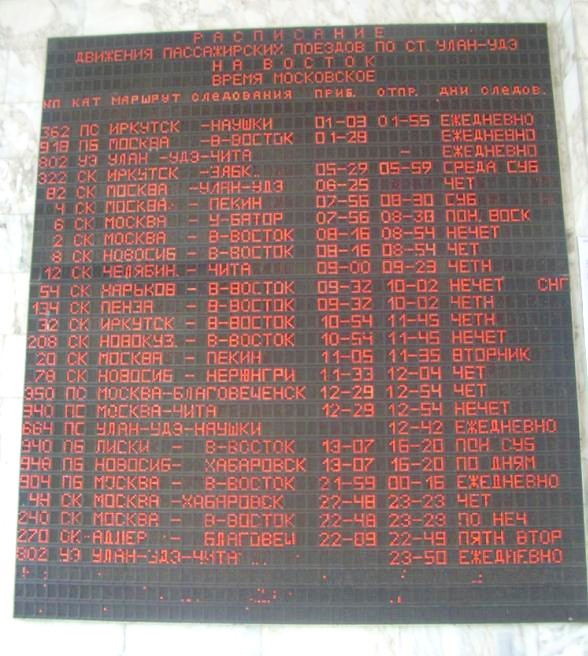 РАСПИСАНИЕ
ДВИЖЕНИЯ ПАССАЖИРСКИХ ПОЕЗДОВ ПО СТ. УЛАН-УДЭ
НА ВОСТОК
ВРЕМЯ МОСКОВСКОЕ
№П КАТ МАРШРУТ СЛЕДОВАНИЯ ПРИБ. ОТПР. ДНИ СЛЕДОВ.
362 ПС ИРКУТСК -НАУШКИ 01-03 01-55 ЕЖЕДНЕВНО
918 ПБ МОСКВА -В-ВОСТОК 01-29 ЕЖЕДНЕВНО
802 УЭ УЛАН -УДЭ-ЧИТА - ЕЖЕДНЕВНО
322 СК ИРКУТСК -ЗАБК. 05-29 05-59 СРЕДА СУБ
82 СК МОСКВА -УЛАН-УДЭ 06-25 ЧЕТ
4 СК МОСКВА. - ПЕКИН 07-56 08-30 СУБ
6 СК МОСКВА - У-БАТОР 07-56 08-30 ПОН. ВОСК
2 СК МОСКВА - В-ВОСТОК 08-16 08-54 НЕЧЕТ
8 СК НОВОСИБ - В-ВОСТОК 08-16 08-54 ЧЕТ
12 СК ЧЕЛЯБИН. - ЧИТА 09-00 09-23 ЧЕТН
54 СК ХАРЬКОВ - В-ВОСТОК 09-32 10-02 НЕЧЕТ СНГ
134 СК ПЕНЗА - В-ВОСТОК 09-32 10-02 ЧЕТН
92 СК ИРКУТСК - В-ВОСТОК 10-54 11-45 ЧЕТН
208 СК НОВОКУЗ. - В-ВОСТОК 10-54 11-45 НЕЧЕТ
20 СК МОСКВА - ПЕКИН 11-05 11-35 ВТОРНИК
78 СК НОВОСИБ - НЕРЮНГРИ 11-33 12-04 ЧЕТ
950 ПС МОСКВА-БЛАГОВЕЧЕНСК 12-29 12-54 ЧЕТ
940 ПС МОСКВА-ЧИТА 12-29 12-54 НЕЧЕТ
664 ПС УЛАН-УДЭ-НАУШКИ 12-42 ЕЖЕДНЕВНО
940 ПБ ЛИСКИ - В-ВОСТОК 13-07 16-20 ПОН СУБ
948 ПБ НОВОСИБ- ХАБАРОВСК 13-07 16-20 ПО ДНЯМ
904 ПБ МОСКВА - В-ВОСТОК 21-59 00-16 ЕЖЕДНЕВНО
44 СК МОСКВА -ХАБАРОВСК 22-48 23-23 ЧЕТ
240 СК МОСКВА - В-ВОСТОК 22-48 23-23 ПО НЕЧ
270 СК АДЛЕР - БЛАГОВЕЩ 22-09 22-49 ПЯТН ВТОР
802 УЭ УЛАН-УДЭ-ЧИТА 23-50 ЕЖЕДНЕВНО